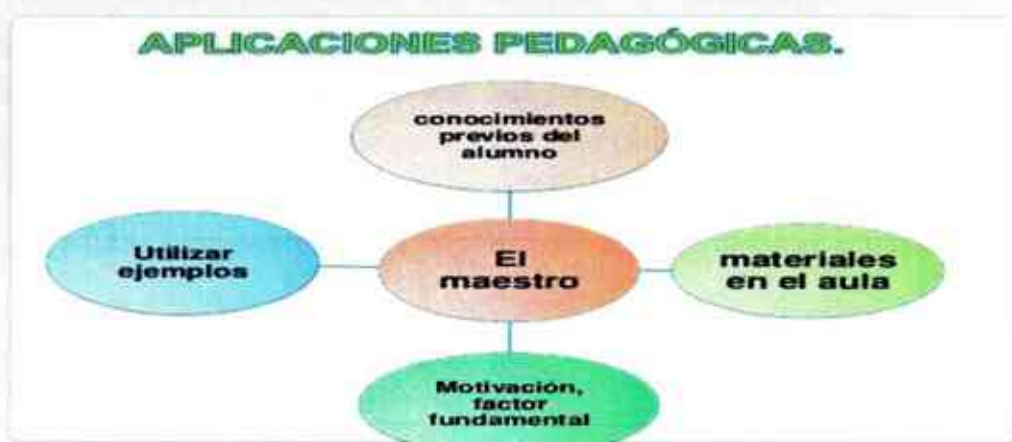 APLICACIONES PEDAGÓGICAS.
conocimientos
previos del
alumno
Utilizar
ejemplos
El
maestro
materiales
en el aula
Motivación,
factor
fundamental